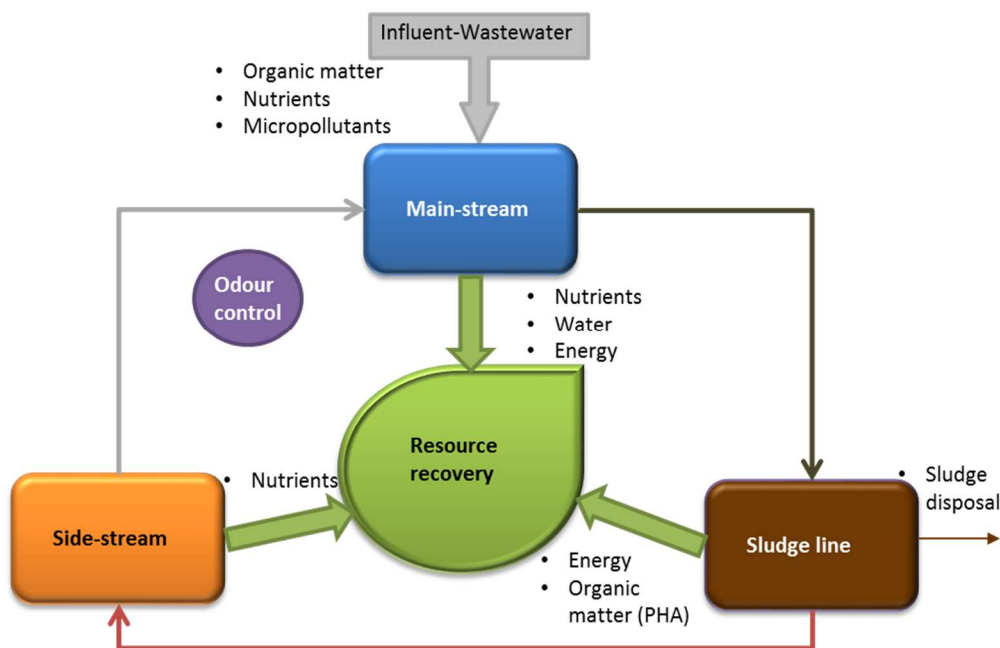 Influent-Wastewater
• Organic matter
• Nutrients
• Micropollutants
Main-stream
Odour
control
• Nutrients
• Water
• Energy
Resource
recovery
• Nutrients
• Sludge
disposal
Side-stream
Sludge line
• Energy
• Organic
matter (PHA)